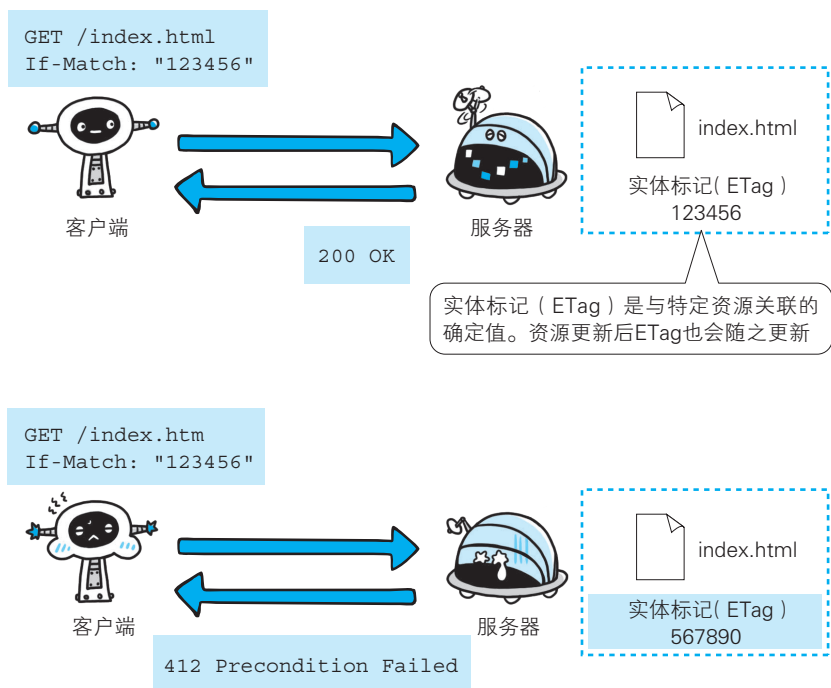 GET /index.html
If-Match: "123456"
index.html
实体标记( ETag )
123456
客户端
服务器
200 OK
实体标记（ ETag ）是与特定资源关联的
确定值。资源更新后ETag也会随之更新
GET /index.htm
If-Match: "123456"
index.html
实体标记( ETag )
567890
客户端
服务器
412 Precondition Failed